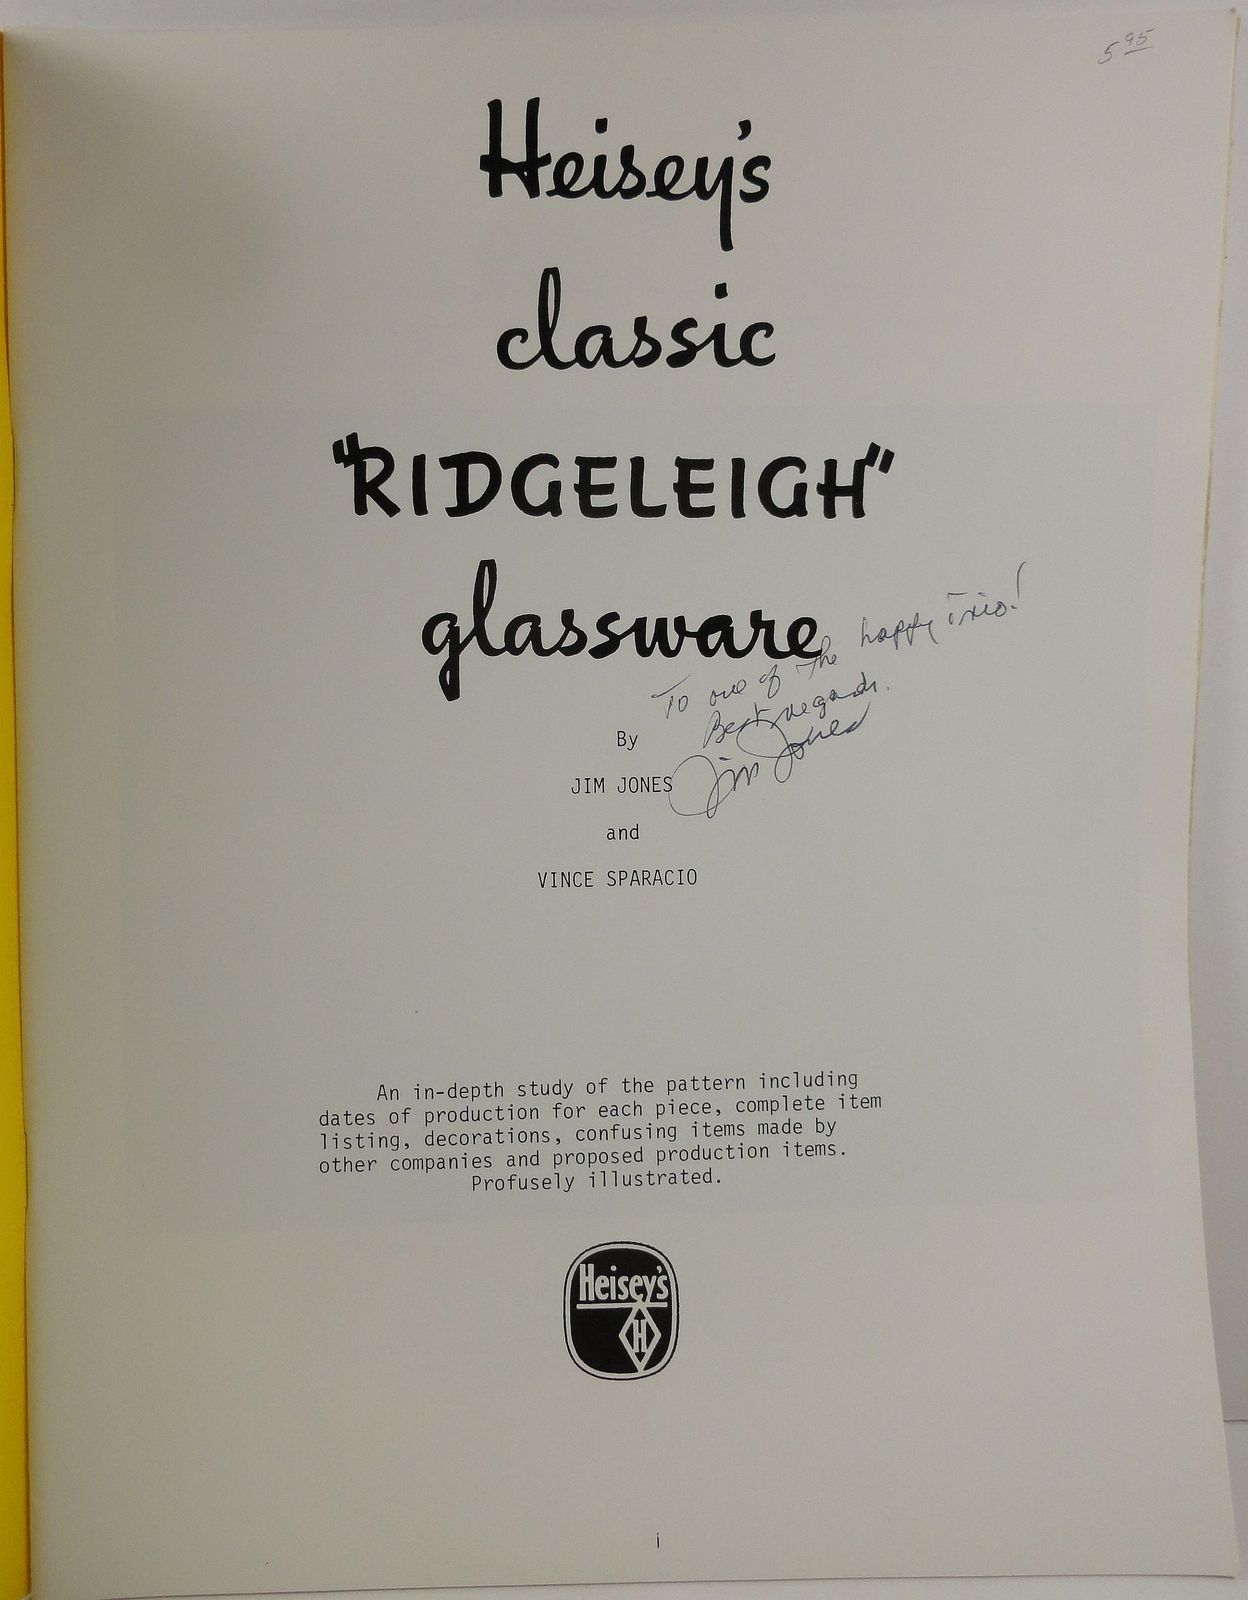 5 95
Heisey's
classic
"RIDGELEIGH"
glassware
To one of the happy Trio!
Best regards.
Jim Jones
By
JIM JONES
and
VINCE SPARACIO
An in-depth study of the pattern including
dates of production for each piece, complete item
listing, decorations, confusing items made by
other companies and proposed production items.
Profusely illustrated.
Heisey's
H
i